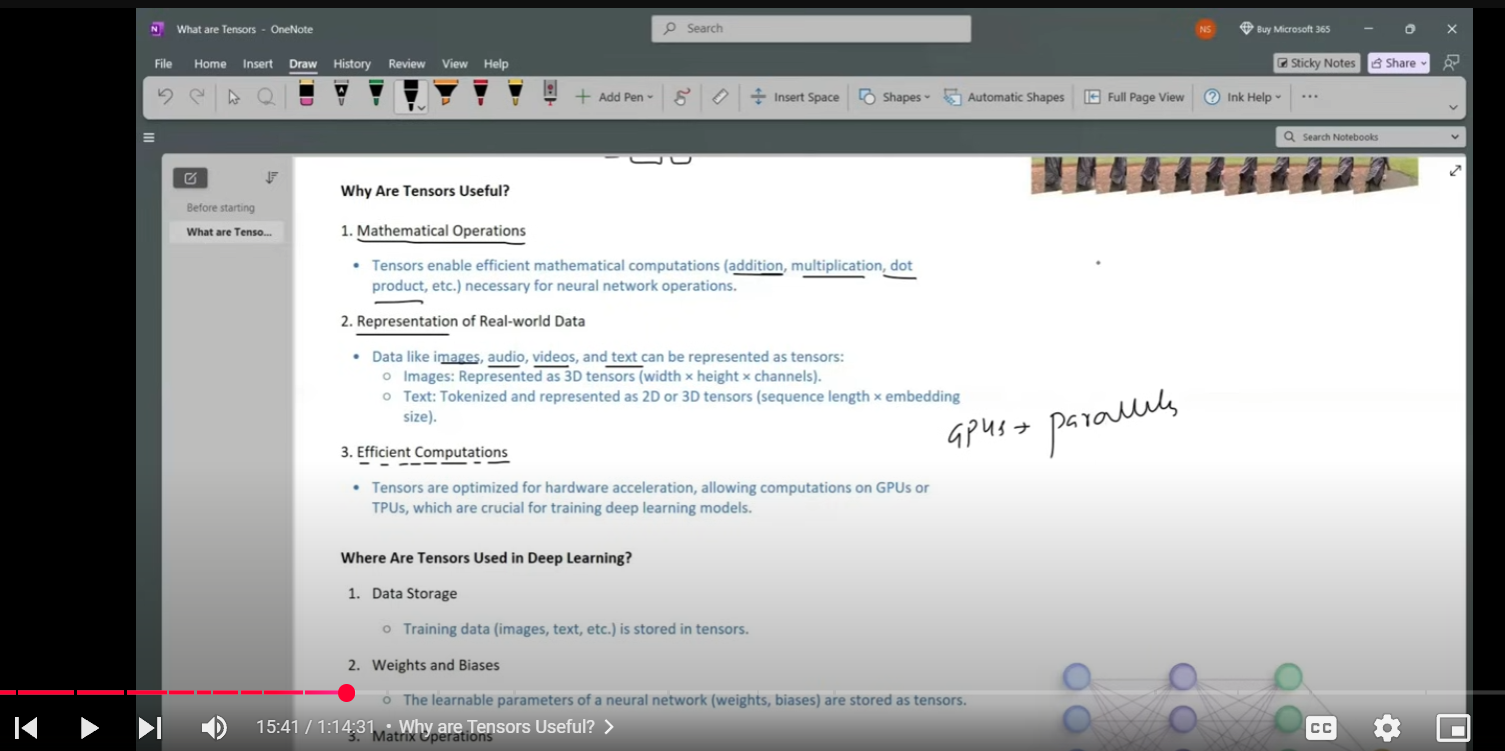 What are Tensors - OneNote
Search
NS
Buy Microsoft 365
File Home Insert Draw History Review View Help
Sticky Notes Share
Add Pen Insert Space Shapes Automatic Shapes Full Page View Ink Help ...
Search Notebooks
Before starting
What are Tenso...
Why Are Tensors Useful?
1. Mathematical Operations
• Tensors enable efficient mathematical computations (addition, multiplication, dot
product, etc.) necessary for neural network operations.
2. Representation of Real-world Data
• Data like images, audio, videos, and text can be represented as tensors:
○ Images: Represented as 3D tensors (width × height × channels).
○ Text: Tokenized and represented as 2D or 3D tensors (sequence length × embedding
size).
GPUs → parallels
3. Efficient Computations
• Tensors are optimized for hardware acceleration, allowing computations on GPUs or
TPUs, which are crucial for training deep learning models.
Where Are Tensors Used in Deep Learning?
1. Data Storage
○ Training data (images, text, etc.) is stored in tensors.
2. Weights and Biases
○ The learnable parameters of a neural network (weights, biases) are stored as tensors.
3. Matrix Operations
15:41 / 1:14:31 • Why are Tensors Useful? >
CC